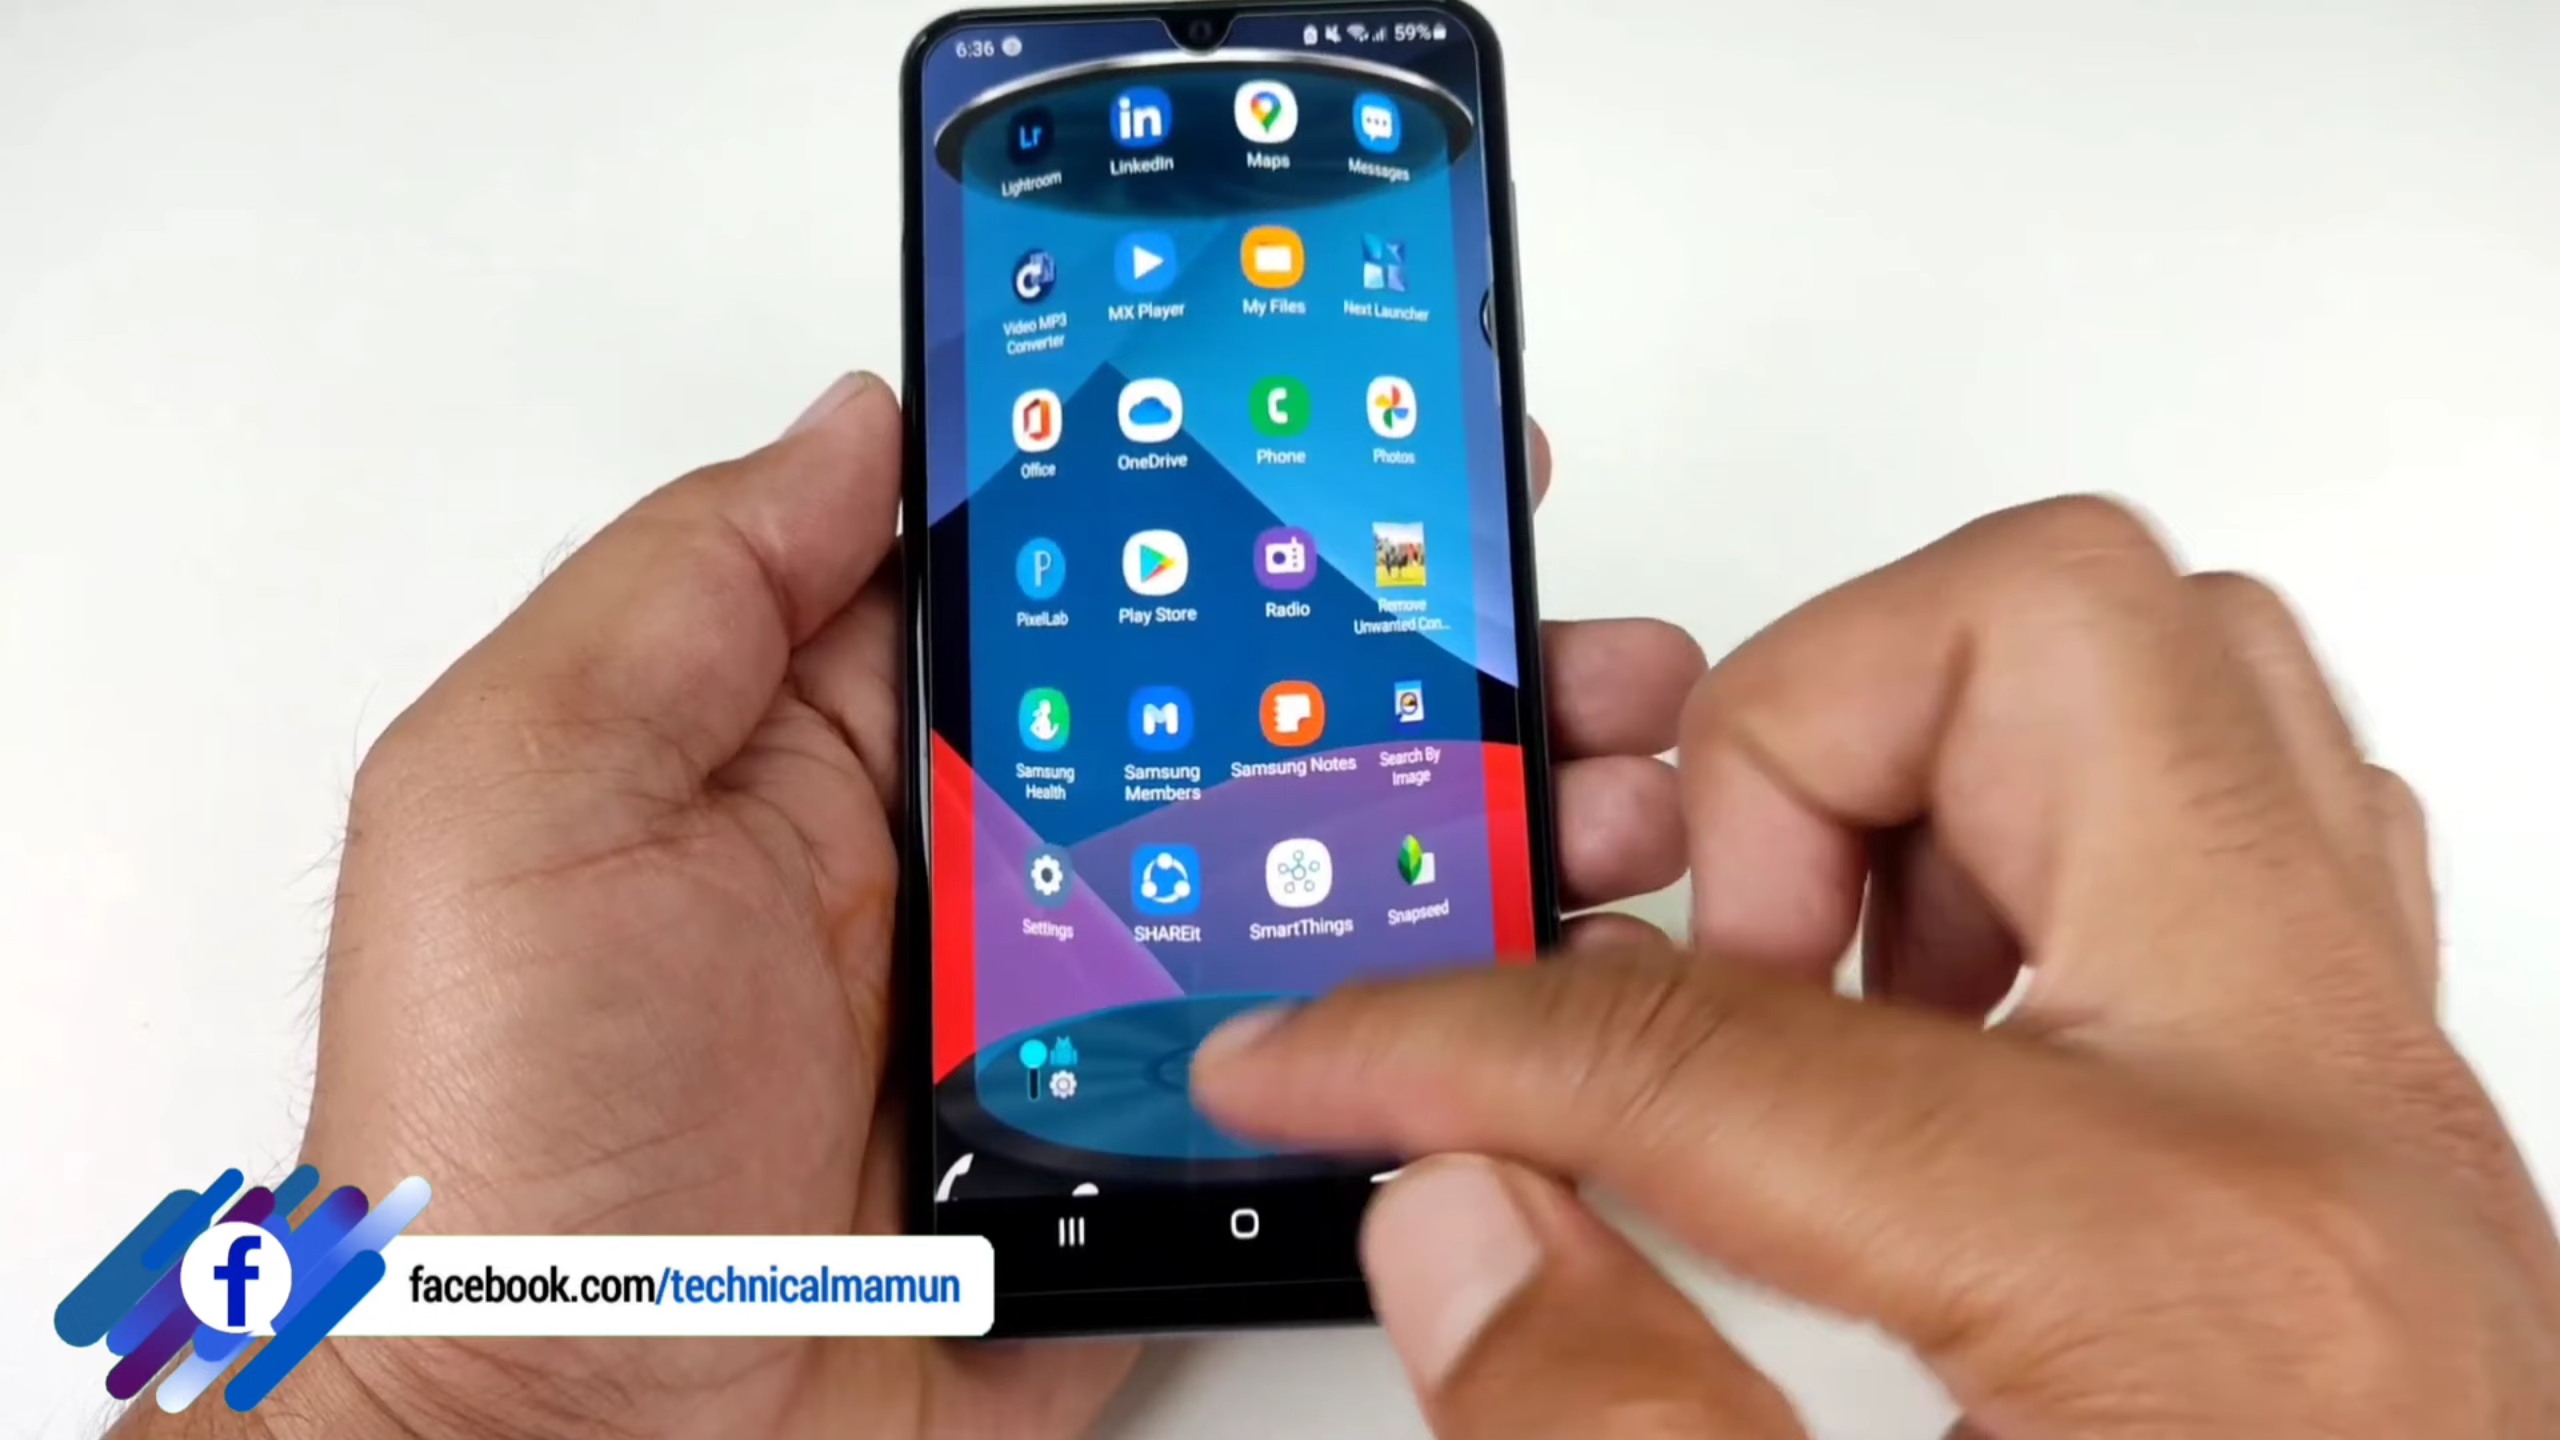 6:36
59%
Lr
in
Lightroom
LinkedIn
Maps
Messages
Video MP3
Converter
MX Player
My Files
Next Launcher
Office
OneDrive
Phone
Photos
P
PixelLab
Play Store
Radio
Remove
Unwanted Con...
Samsung
Health
Samsung
Members
Samsung Notes
Search By
Image
Settings
SHAREit
SmartThings
Snapseed
f
facebook.com/technicalmamun